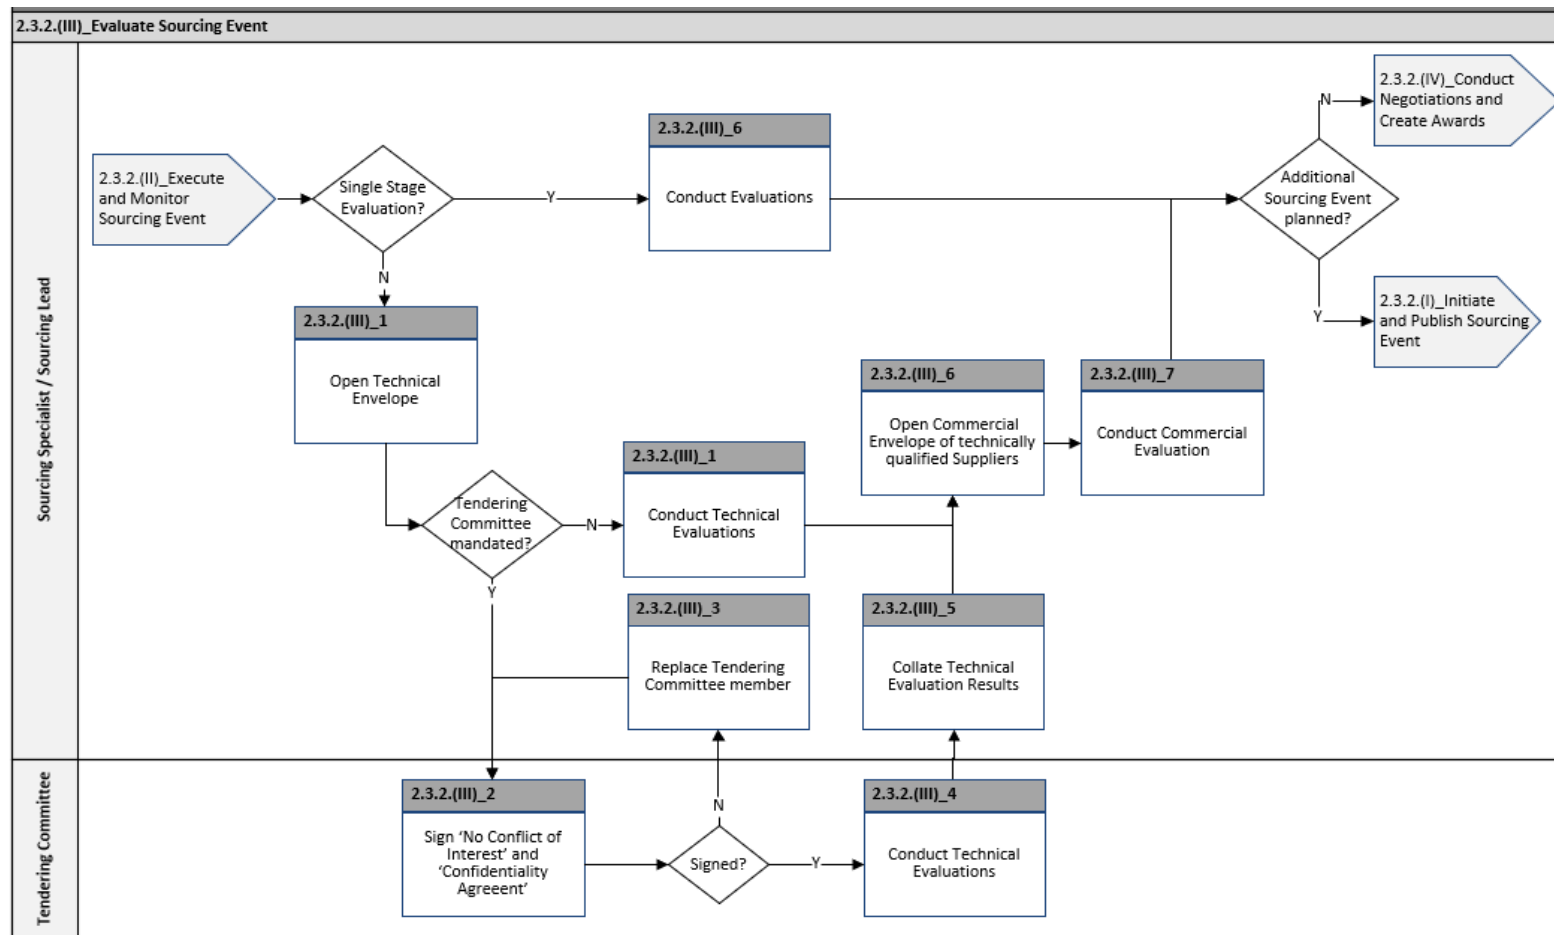 2.3.2.(III)_Evaluate Sourcing Event
Sourcing Specialist / Sourcing Lead
2.3.2.(II)_Execute
and Monitor
Sourcing Event
Single Stage
Evaluation?
Y
N
2.3.2.(III)_6
Conduct Evaluations
Additional
Sourcing Event
planned?
N
2.3.2.(IV)_Conduct
Negotiations and
Create Awards
Y
2.3.2.(I)_Initiate
and Publish Sourcing
Event
2.3.2.(III)_1
Open Technical
Envelope
Tendering
Committee
mandated?
N
Y
2.3.2.(III)_1
Conduct Technical
Evaluations
2.3.2.(III)_6
Open Commercial
Envelope of technically
qualified Suppliers
2.3.2.(III)_7
Conduct Commercial
Evaluation
2.3.2.(III)_3
Replace Tendering
Committee member
2.3.2.(III)_5
Collate Technical
Evaluation Results
Tendering Committee
2.3.2.(III)_2
Sign ‘No Conflict of
Interest’ and
‘Confidentiality
Agreeent’
Signed?
N
Y
2.3.2.(III)_4
Conduct Technical
Evaluations